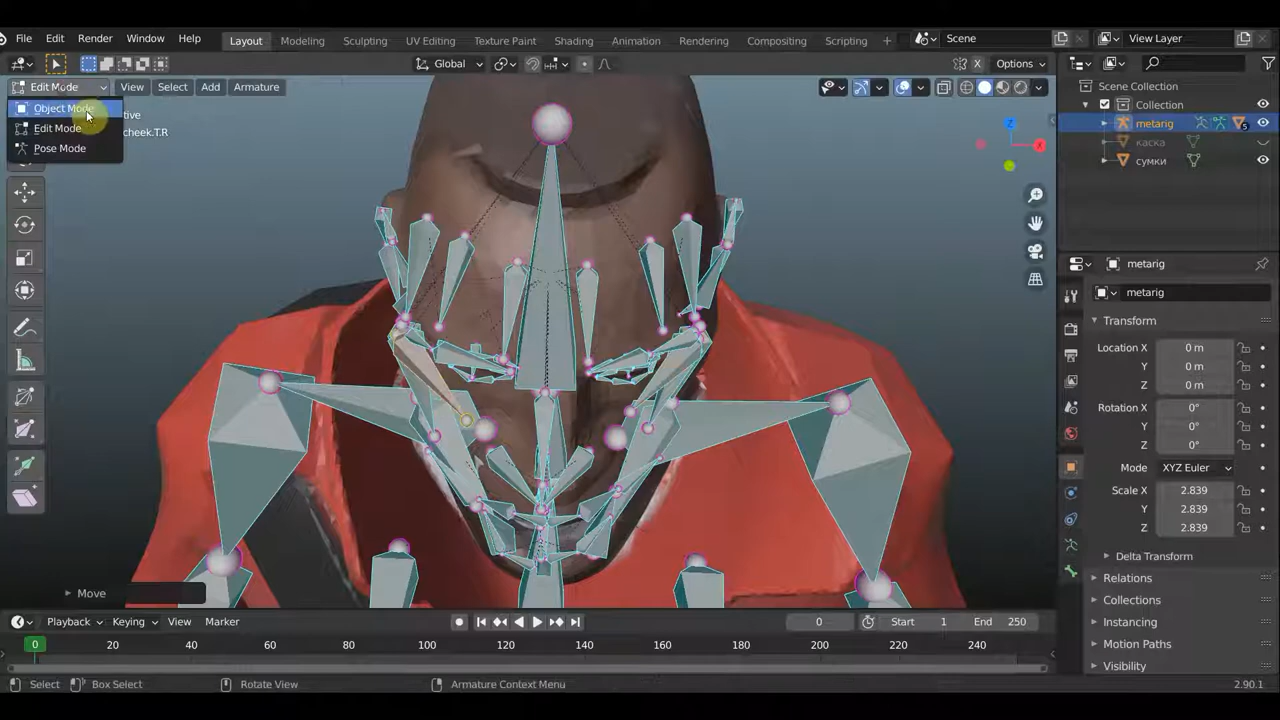 File Edit Render Window Help
Layout Modeling Sculpting UV Editing Texture Paint Shading Animation Rendering Compositing Scripting +
Scene View Layer
Global Options
X
Edit Mode View Select Add Armature
Object Mode
Edit Mode
Pose Mode
tive
cheek.T.R
Z
X
Scene Collection
Collection
metarig
5
каска
сумки
metarig
metarig
Transform
Location X 0 m
Y 0 m
Z 0 m
Rotation X 0°
Y 0°
Z 0°
Mode XYZ Euler
Scale X 2.839
Y 2.839
Z 2.839
Delta Transform
Relations
Collections
Instancing
Motion Paths
Visibility
Move
Playback Keying View Marker
0 Start 1 End 250
0 20 40 60 80 100 120 140 160 180 200 220 240
Select Box Select Rotate View Armature Context Menu 2.90.1